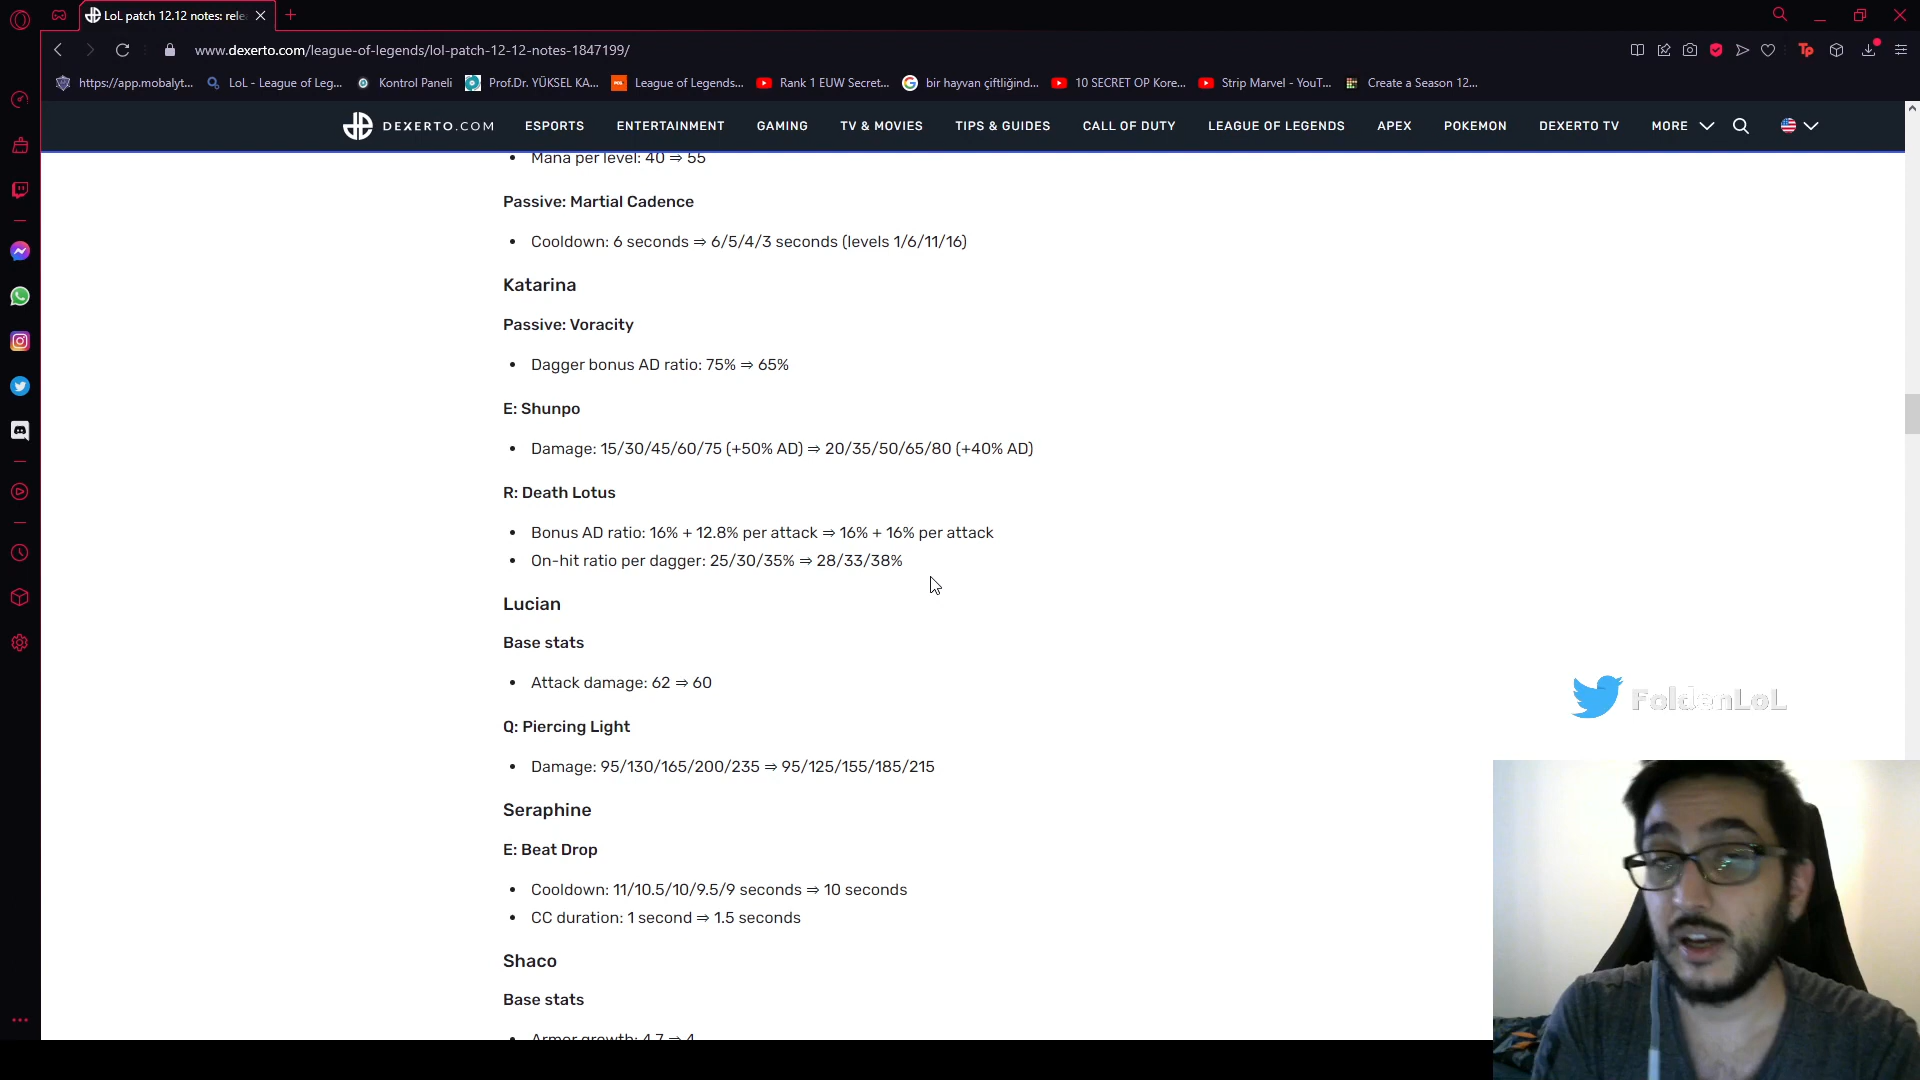 LoL patch 12.12 notes: rele
www.dexerto.com/league-of-legends/lol-patch-12-12-notes-1847199/
Tp
https://app.mobalyt... LoL - League of Leg... Kontrol Paneli Prof.Dr. YÜKSEL KA... League of Legends... Rank 1 EUW Secret... bir hayvan çiftliğind... 10 SECRET OP Kore... Strip Marvel - YouT... Create a Season 12...
DEXERTO.COM ESPORTS ENTERTAINMENT GAMING TV & MOVIES TIPS & GUIDES CALL OF DUTY LEAGUE OF LEGENDS APEX POKEMON DEXERTO TV MORE
• Mana per level: 40 ⇒ 55
Passive: Martial Cadence
• Cooldown: 6 seconds ⇒ 6/5/4/3 seconds (levels 1/6/11/16)
Katarina
Passive: Voracity
• Dagger bonus AD ratio: 75% ⇒ 65%
E: Shunpo
• Damage: 15/30/45/60/75 (+50% AD) ⇒ 20/35/50/65/80 (+40% AD)
R: Death Lotus
• Bonus AD ratio: 16% + 12.8% per attack ⇒ 16% + 16% per attack
• On-hit ratio per dagger: 25/30/35% ⇒ 28/33/38%
Lucian
Base stats
• Attack damage: 62 ⇒ 60
Q: Piercing Light
• Damage: 95/130/165/200/235 ⇒ 95/125/155/185/215
Seraphine
E: Beat Drop
• Cooldown: 11/10.5/10/9.5/9 seconds ⇒ 10 seconds
• CC duration: 1 second ⇒ 1.5 seconds
Shaco
Base stats
• Armor growth: 4.7 ⇒ 4
FoldenLoL